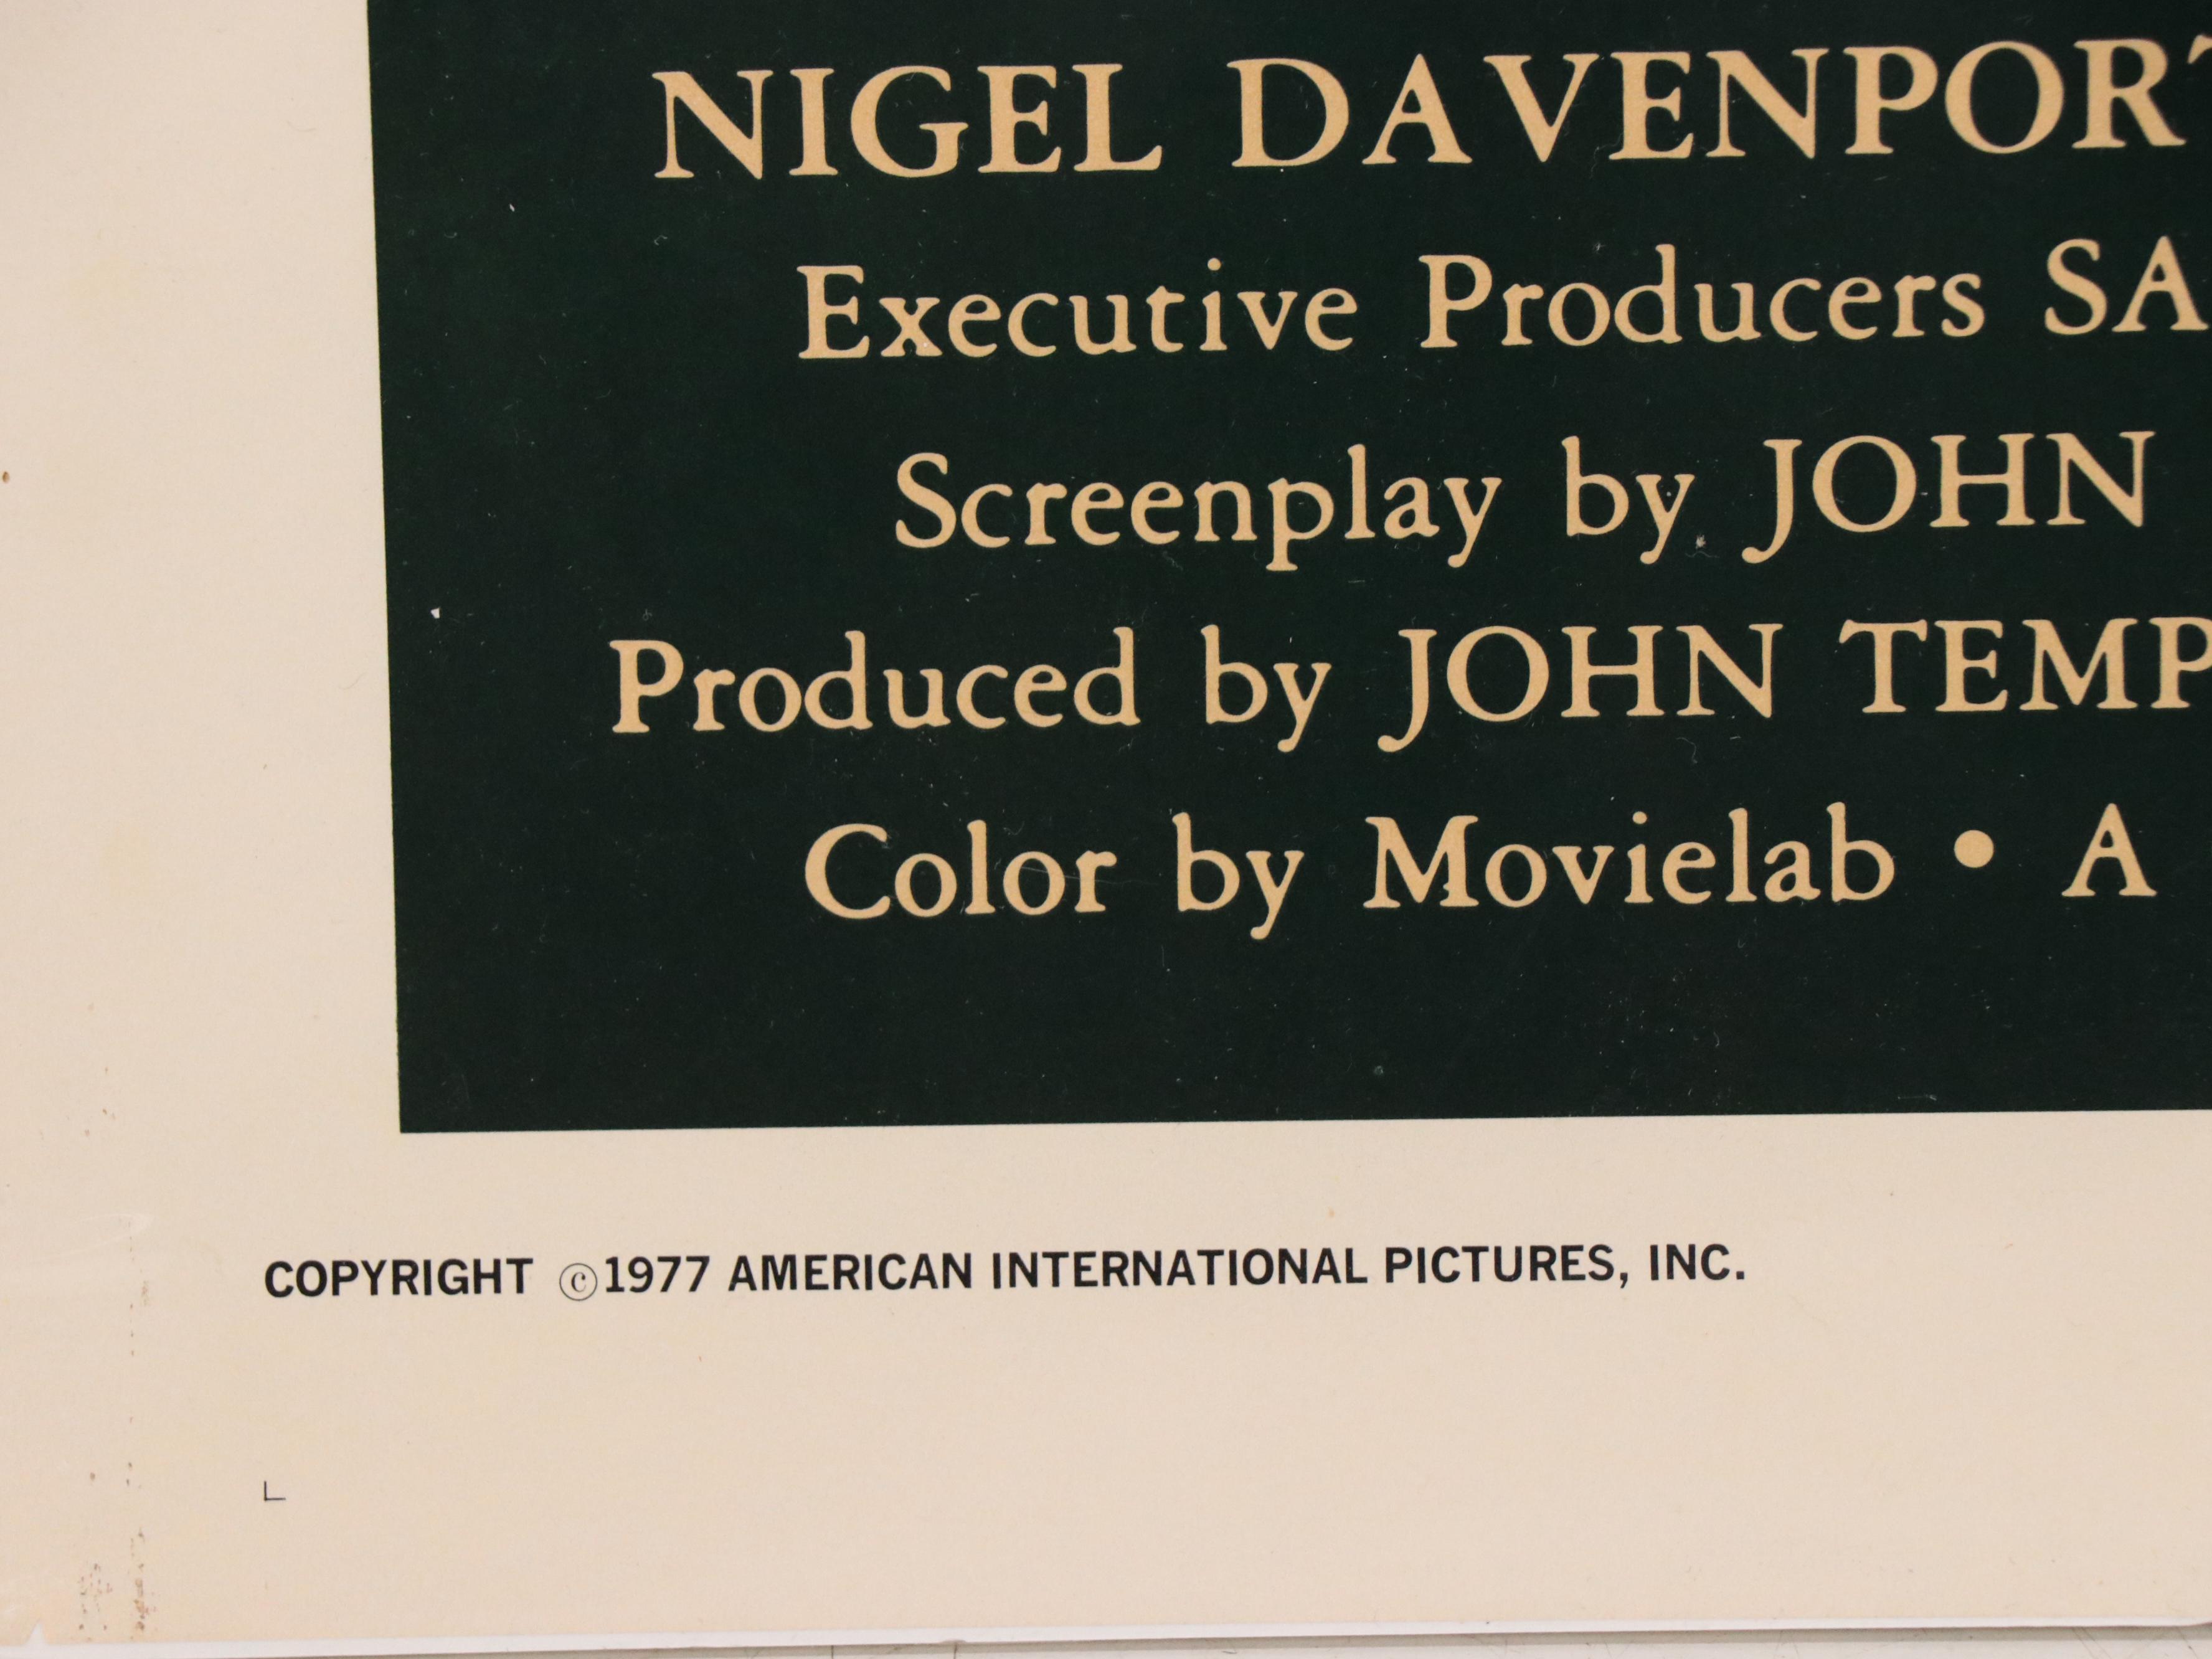 NIGEL DAVENPORT
Executive Producers SA
Screenplay by JOHN
Produced by JOHN TEMP
Color by Movielab • A
COPYRIGHT ©1977 AMERICAN INTERNATIONAL PICTURES, INC.